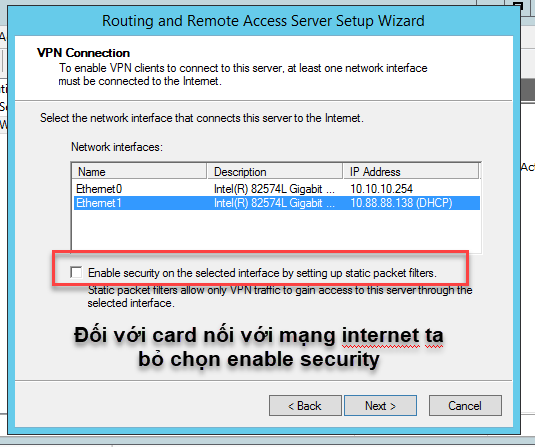 Routing and Remote Access Server Setup Wizard
VPN Connection
To enable VPN clients to connect to this server, at least one network interface
must be connected to the Internet.
Select the network interface that connects this server to the Internet.
Network interfaces:
Name Description IP Address
Ethernet0 Intel(R) 82574L Gigabit ... 10.10.10.254
Ethernet1 Intel(R) 82574L Gigabit ... 10.88.88.138 (DHCP)
Enable security on the selected interface by setting up static packet filters.
Static packet filters allow only VPN traffic to gain access to this server through the
selected interface.
Đối với card nối với mạng internet ta
bỏ chọn enable security
< Back Next > Cancel